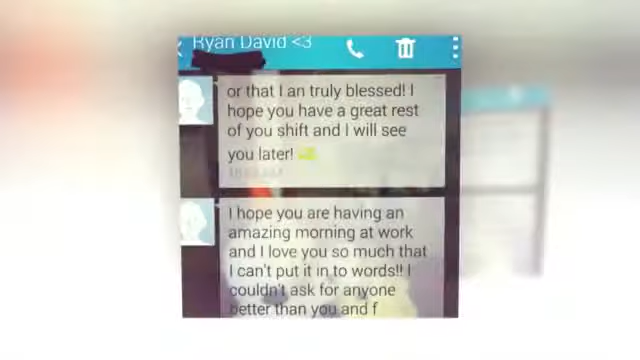 Ryan David <3
or that I an truly blessed! I
hope you have a great rest
of you shift and I will see
you later!
I hope you are having an
amazing morning at work
and I love you so much that
I can't put it in to words!! I
couldn't ask for anyone
better than you and f